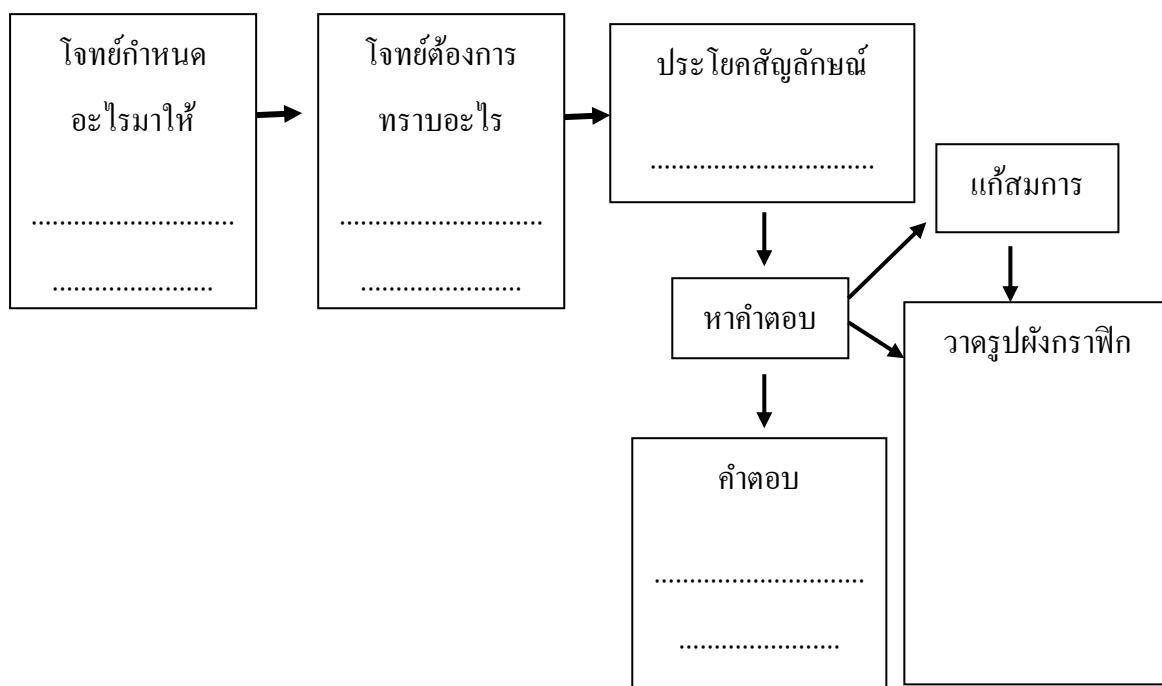 โจทย์กำหนด
อะไรมาให้
.............................
.......................
โจทย์ต้องการ
ทราบอะไร
.............................
.......................
ประโยคสัญลักษณ์
................................
หาคำตอบ
แก้สมการ
วาดรูปผังกราฟิก
คำตอบ
..............................
.......................